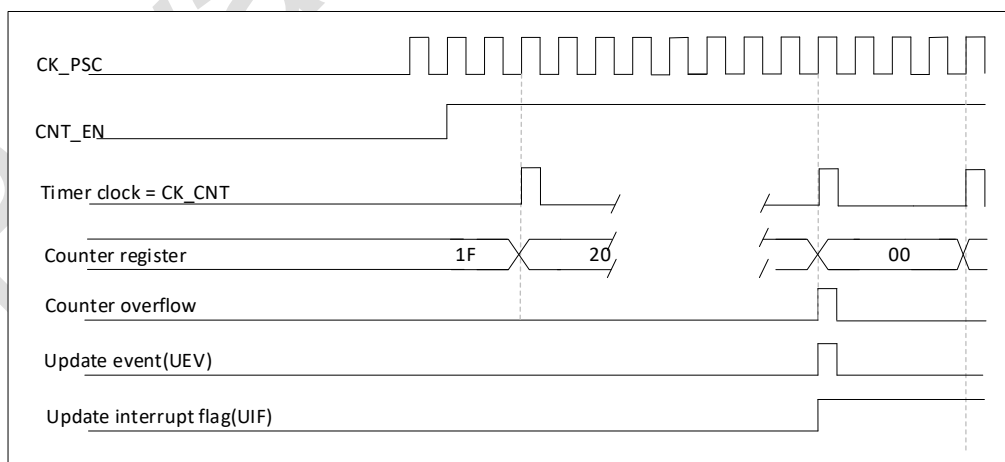 CK_PSC
CNT_EN
Timer clock = CK_CNT
Counter register 1F 20 00
Counter overflow
Update event(UEV)
Update interrupt flag(UIF)